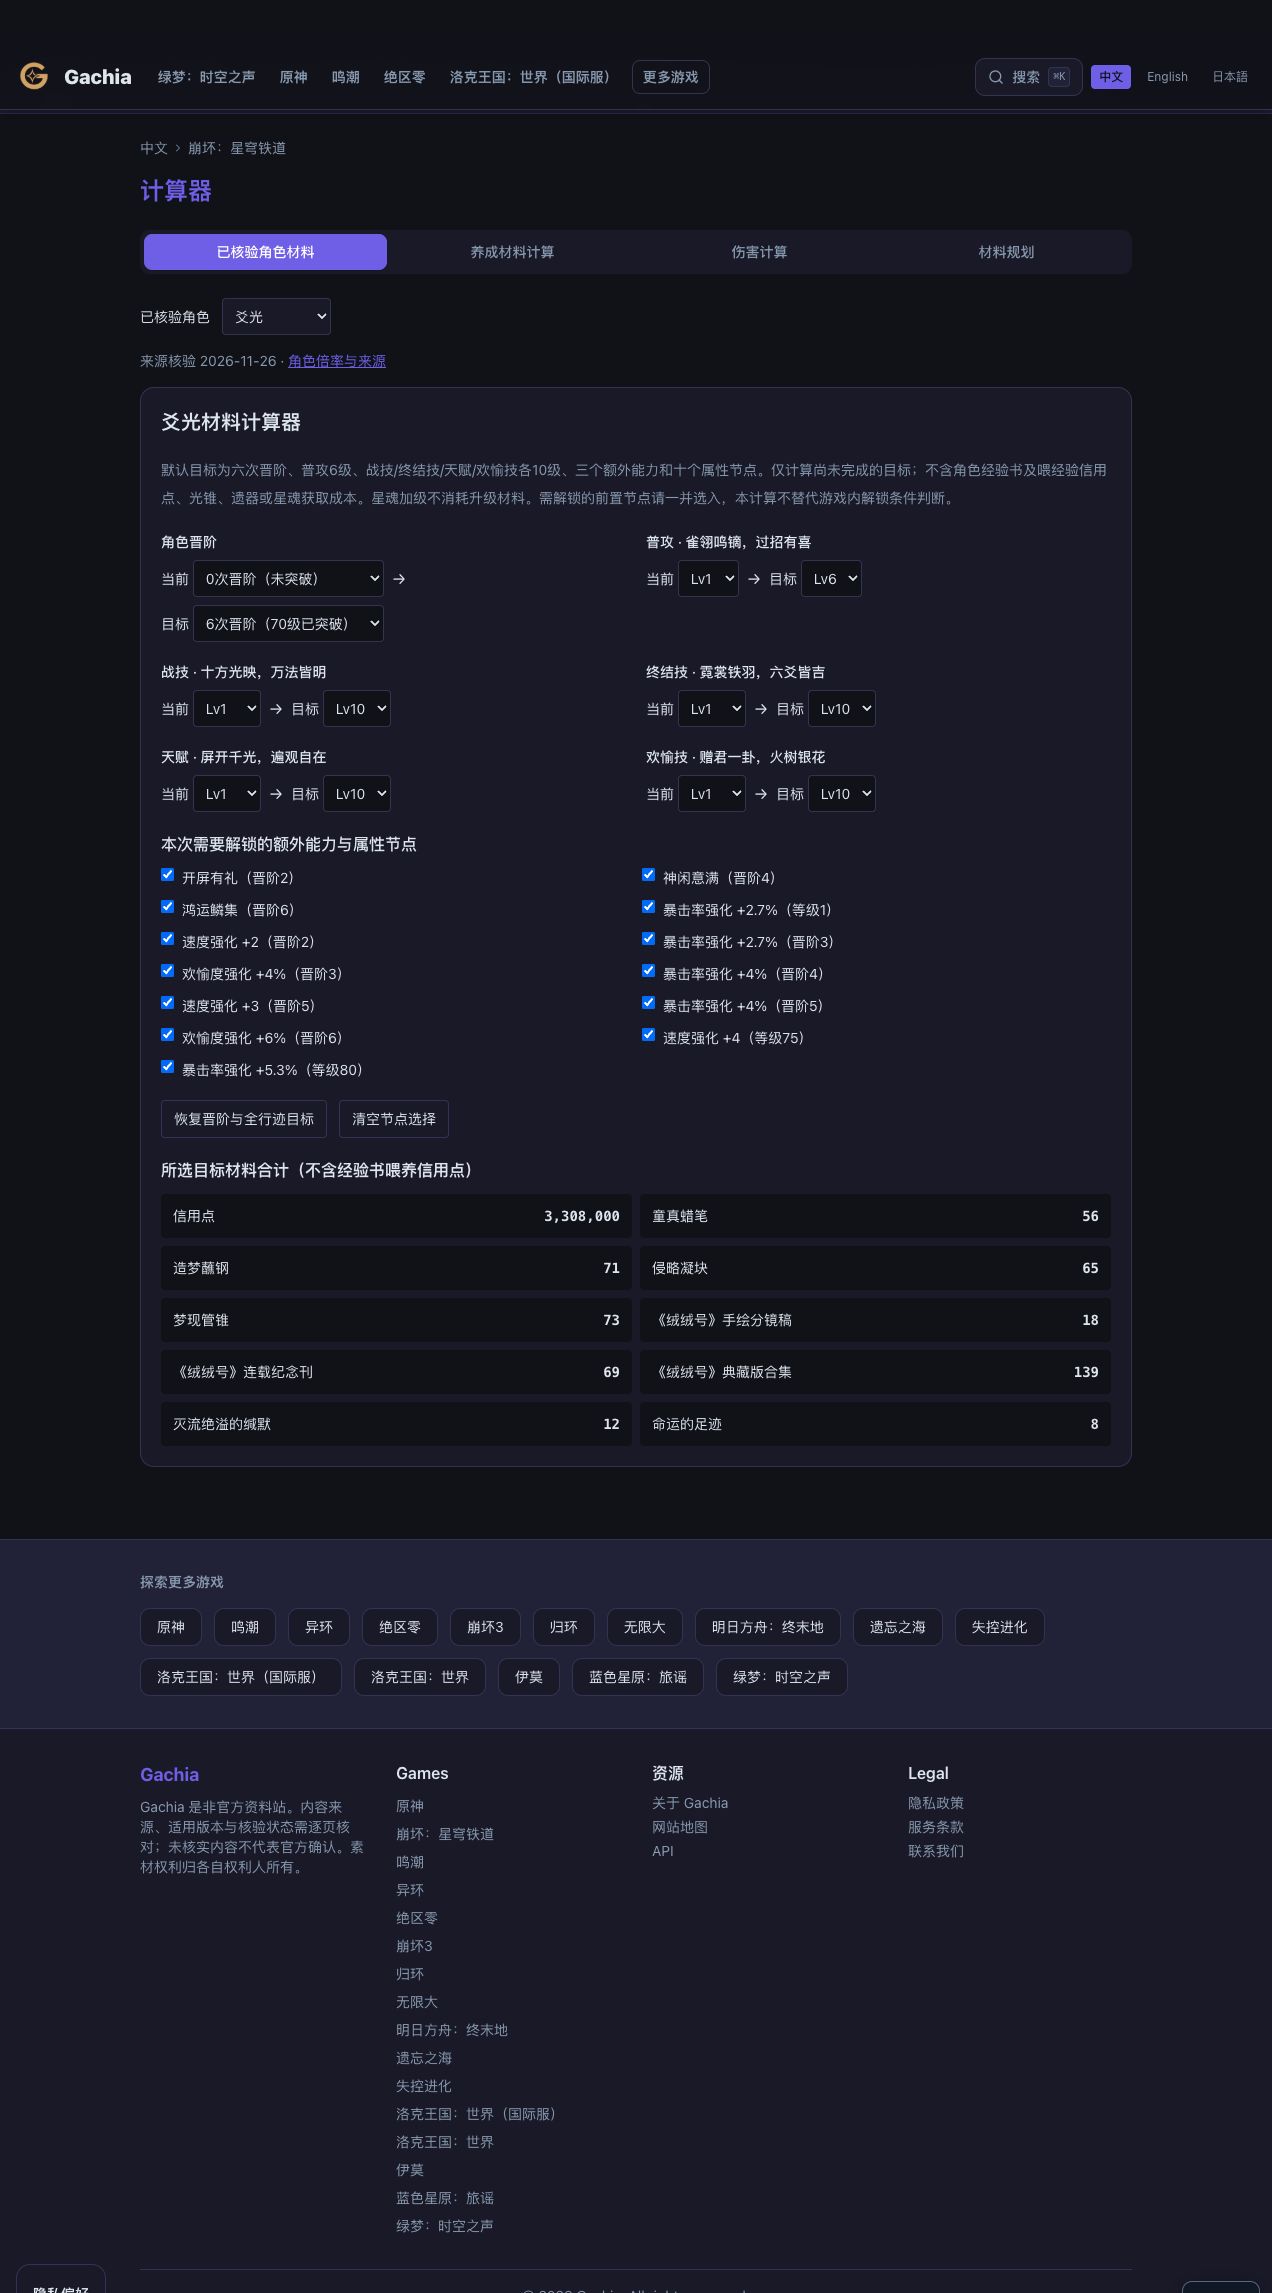 Gachia 绿梦：时空之声 原神 鸣潮 绝区零 洛克王国：世界（国际服） 更多游戏 搜索 ⌘K 中文 English 日本語
中文 › 崩坏：星穹铁道
计算器
已核验角色材料 养成材料计算 伤害计算 材料规划
已核验角色 爻光
来源核验 2026-11-26 · 角色倍率与来源
爻光材料计算器
默认目标为六次晋阶、普攻6级、战技/终结技/天赋/欢愉技各10级、三个额外能力和十个属性节点。仅计算尚未完成的目标；不含角色经验书及喂经验信用
点、光锥、遗器或星魂获取成本。星魂加级不消耗升级材料。需解锁的前置节点请一并选入，本计算不替代游戏内解锁条件判断。
角色晋阶 普攻 · 雀翎鸣镝，过招有喜
当前 0次晋阶（未突破） → 当前 Lv1 → 目标 Lv6
目标 6次晋阶（70级已突破）
战技 · 十方光映，万法皆明 终结技 · 霓裳铁羽，六爻皆吉
当前 Lv1 → 目标 Lv10 当前 Lv1 → 目标 Lv10
天赋 · 屏开千光，遍观自在 欢愉技 · 赠君一卦，火树银花
当前 Lv1 → 目标 Lv10 当前 Lv1 → 目标 Lv10
本次需要解锁的额外能力与属性节点
开屏有礼（晋阶2） 神闲意满（晋阶4）
鸿运鳞集（晋阶6） 暴击率强化 +2.7%（等级1）
速度强化 +2（晋阶2） 暴击率强化 +2.7%（晋阶3）
欢愉度强化 +4%（晋阶3） 暴击率强化 +4%（晋阶4）
速度强化 +3（晋阶5） 暴击率强化 +4%（晋阶5）
欢愉度强化 +6%（晋阶6） 速度强化 +4（等级75）
暴击率强化 +5.3%（等级80）
恢复晋阶与全行迹目标 清空节点选择
所选目标材料合计（不含经验书喂养信用点）
信用点 3,308,000 童真蜡笔 56
造梦蘸钢 71 侵略凝块 65
梦现管锥 73 《绒绒号》手绘分镜稿 18
《绒绒号》连载纪念刊 69 《绒绒号》典藏版合集 139
灭流绝溢的缄默 12 命运的足迹 8
探索更多游戏
原神 鸣潮 异环 绝区零 崩坏3 归环 无限大 明日方舟：终末地 遗忘之海 失控进化
洛克王国：世界（国际服） 洛克王国：世界 伊莫 蓝色星原：旅谣 绿梦：时空之声
Gachia Games 资源 Legal
Gachia 是非官方资料站。内容来
源、适用版本与核验状态需逐页核
对；未核实内容不代表官方确认。素
材权利归各自权利人所有。
原神
崩坏：星穹铁道
鸣潮
异环
绝区零
崩坏3
归环
无限大
明日方舟：终末地
遗忘之海
失控进化
洛克王国：世界（国际服）
洛克王国：世界
伊莫
蓝色星原：旅谣
绿梦：时空之声
关于 Gachia
网站地图
API
隐私政策
服务条款
联系我们
隐私偏好